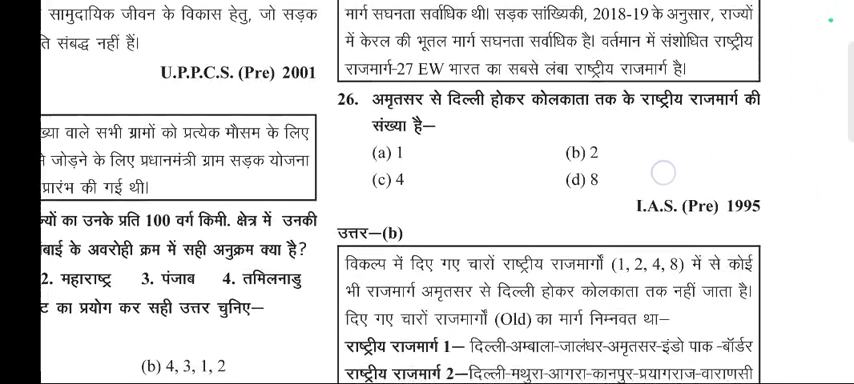 सामुदायिक जीवन के विकास हेतु, जो सड़क
ति संबद्ध नहीं हैं।
U.P.P.C.S. (Pre) 2001
ख्या वाले सभी ग्रामों को प्रत्येक मौसम के लिए
ने जोड़ने के लिए प्रधानमंत्री ग्राम सड़क योजना
प्रारंभ की गई थी।
ज्यों का उनके प्रति 100 वर्ग किमी. क्षेत्र में उनकी
बाई के अवरोही क्रम में सही अनुक्रम क्या है?
2. महाराष्ट्र 3. पंजाब 4. तमिलनाडु
ट का प्रयोग कर सही उत्तर चुनिए—
(b) 4, 3, 1, 2
मार्ग सघनता सर्वाधिक थी। सड़क सांख्यिकी, 2018-19 के अनुसार, राज्यों
में केरल की भूतल मार्ग सघनता सर्वाधिक है। वर्तमान में संशोधित राष्ट्रीय
राजमार्ग-27 EW भारत का सबसे लंबा राष्ट्रीय राजमार्ग है।
26. अमृतसर से दिल्ली होकर कोलकाता तक के राष्ट्रीय राजमार्ग की
संख्या है—
(a) 1 (b) 2
(c) 4 (d) 8
I.A.S. (Pre) 1995
उत्तर—(b)
विकल्प में दिए गए चारों राष्ट्रीय राजमार्गों (1, 2, 4, 8) में से कोई
भी राजमार्ग अमृतसर से दिल्ली होकर कोलकाता तक नहीं जाता है।
दिए गए चारों राजमार्गों (Old) का मार्ग निम्नवत था—
राष्ट्रीय राजमार्ग 1— दिल्ली-अम्बाला-जालंधर-अमृतसर-इंडो पाक -बॉर्डर
राष्ट्रीय राजमार्ग 2—दिल्ली-मथुरा-आगरा-कानपुर-प्रयागराज-वाराणसी